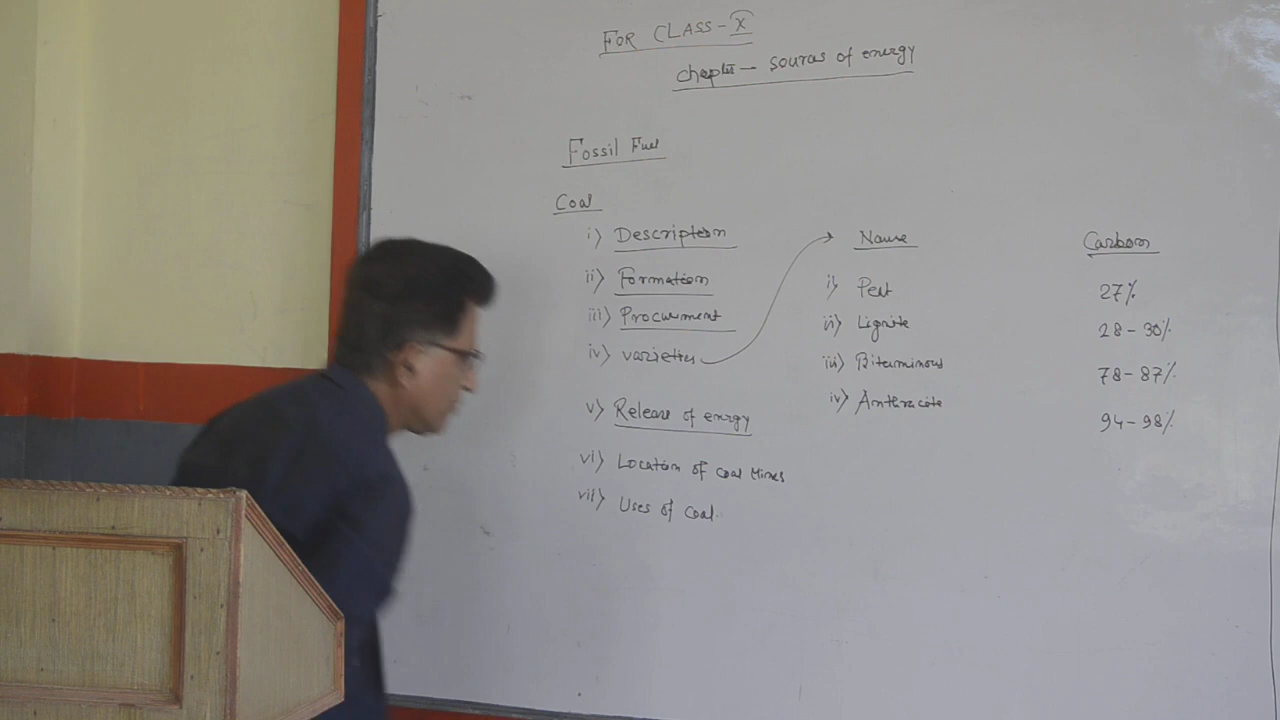 FOR CLASS - X
chapter - sources of energy
Fossil Fuel
Coal
i) Description
ii) Formation
iii) Procurment
iv) varieties
v) Release of energy
vi) Location of coal Mines
vii) Uses of coal.
Name Carbon
i) Peat 27%
ii) Lignite 28-30%
iii) Biterminous 78-87%
iv) Anthracite 94-98%